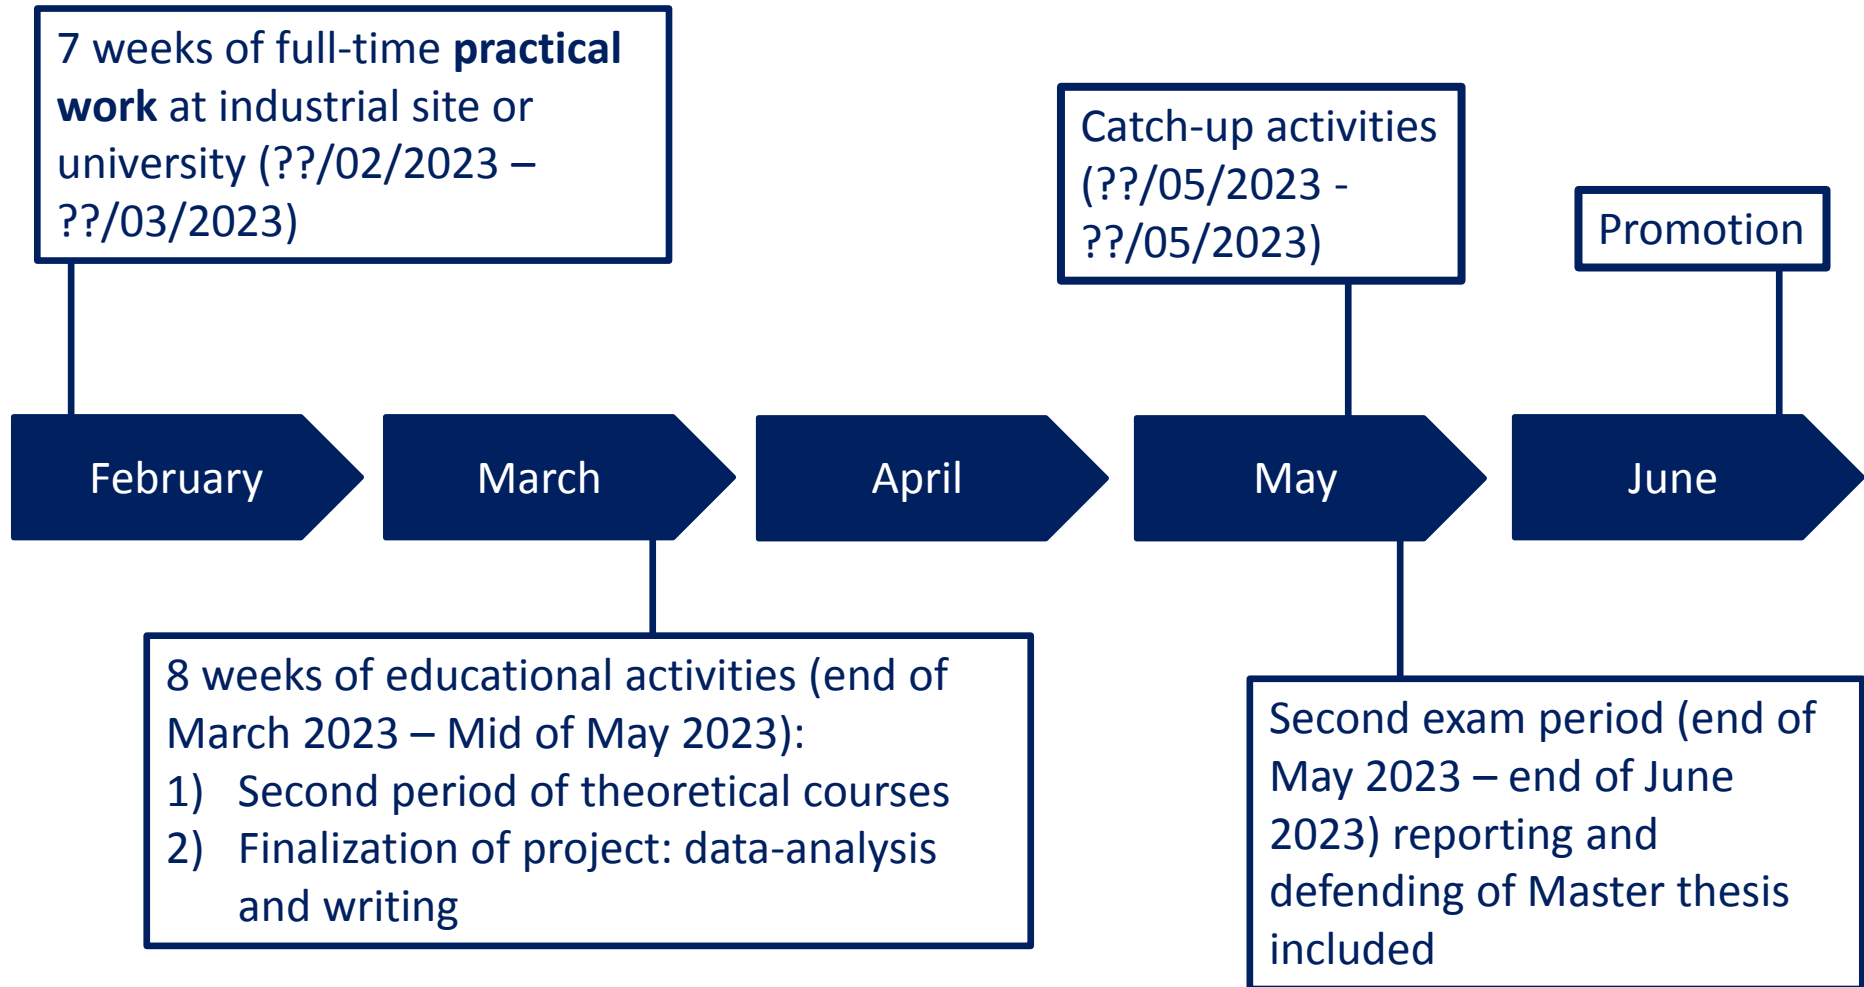 7 weeks of full-time practical
work at industrial site or
university (??/02/2023 –
??/03/2023)
Catch-up activities
(??/05/2023 -
??/05/2023)
Promotion
February
March
April
May
June
8 weeks of educational activities (end of
March 2023 – Mid of May 2023):
1) Second period of theoretical courses
2) Finalization of project: data-analysis
and writing
Second exam period (end of
May 2023 – end of June
2023) reporting and
defending of Master thesis
included